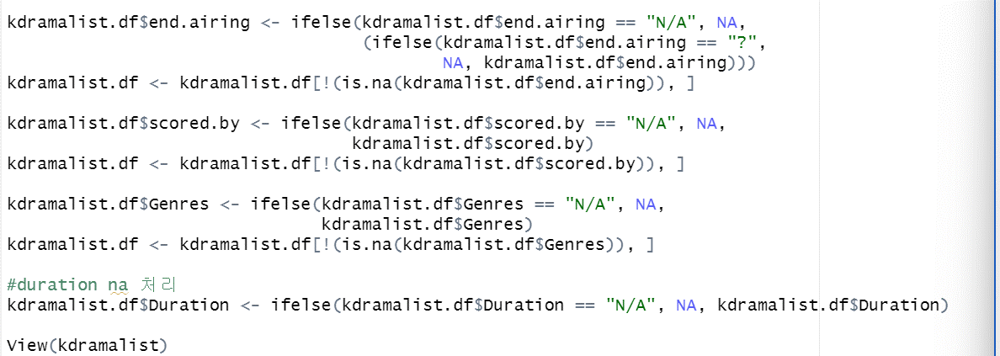 kdramalist.df$end.airing <- ifelse(kdramalist.df$end.airing == "N/A", NA,
(ifelse(kdramalist.df$end.airing == "?",
NA, kdramalist.df$end.airing)))
kdramalist.df <- kdramalist.df[!(is.na(kdramalist.df$end.airing)), ]
kdramalist.df$scored.by <- ifelse(kdramalist.df$scored.by == "N/A", NA,
kdramalist.df$scored.by)
kdramalist.df <- kdramalist.df[!(is.na(kdramalist.df$scored.by)), ]
kdramalist.df$Genres <- ifelse(kdramalist.df$Genres == "N/A", NA,
kdramalist.df$Genres)
kdramalist.df <- kdramalist.df[!(is.na(kdramalist.df$Genres)), ]
#duration na 처리
kdramalist.df$Duration <- ifelse(kdramalist.df$Duration == "N/A", NA, kdramalist.df$Duration)
View(kdramalist)